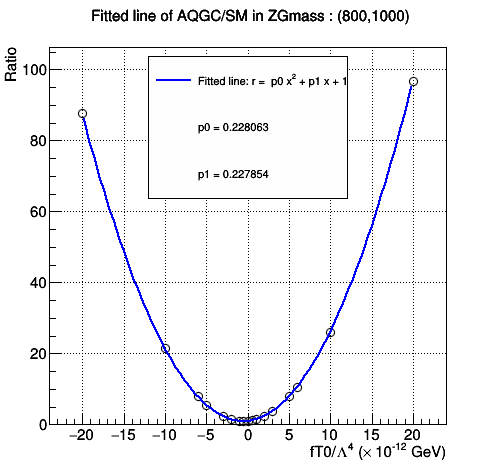 Fitted line of AQGC/SM in ZGmass : (800,1000)
Ratio
100
80
60
40
20
0
Fitted line: r = p0 x² + p1 x + 1
p0 = 0.228063
p1 = 0.227854
−20 −15 −10 −5 0 5 10 15 20
fT0/Λ⁴ (× 10⁻¹² GeV)